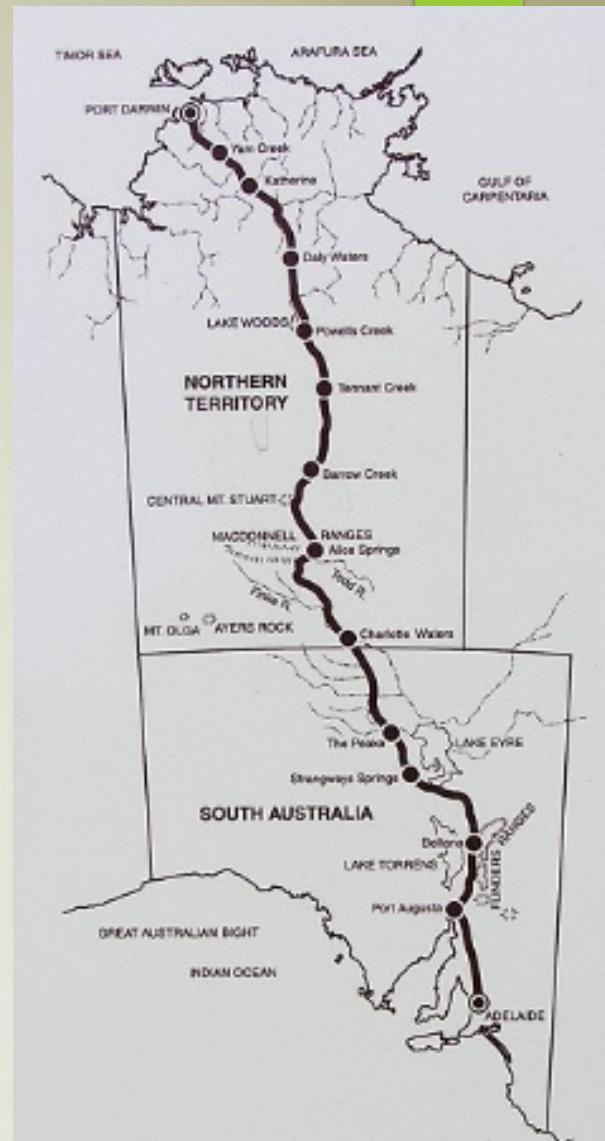 TIMOR SEA
ARAFURA SEA
PORT DARWIN
Yam Creek
Katherine
GULF OF
CARPENTARIA
Daly Waters
LAKE WOODS
Powells Creek
NORTHERN
TERRITORY
Tennant Creek
Barrow Creek
CENTRAL MT. STUART
MACDONNELL RANGES
Alice Springs
Todd R.
Finke R.
MT. OLGA
AYERS ROCK
Charlotte Waters
The Peake
LAKE EYRE
Strangways Springs
SOUTH AUSTRALIA
Beltana
LAKE TORRENS
FLINDERS RANGES
Port Augusta
GREAT AUSTRALIAN BIGHT
INDIAN OCEAN
ADELAIDE